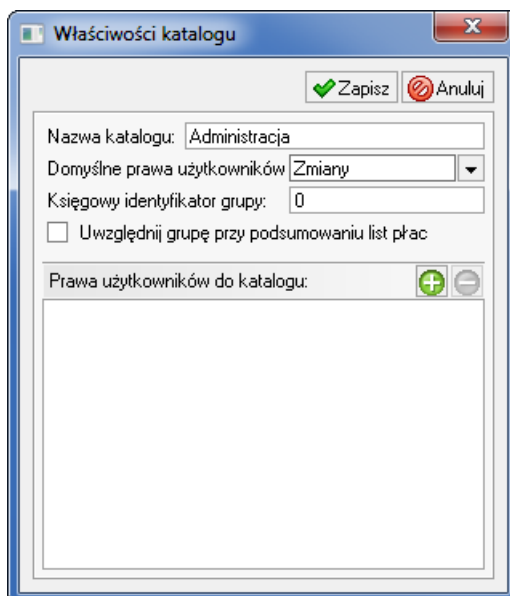 Właściwości katalogu
Zapisz Anuluj
Nazwa katalogu: Administracja
Domyślne prawa użytkowników Zmiany
Księgowy identyfikator grupy: 0
Uwzględnij grupę przy podsumowaniu list płac
Prawa użytkowników do katalogu: